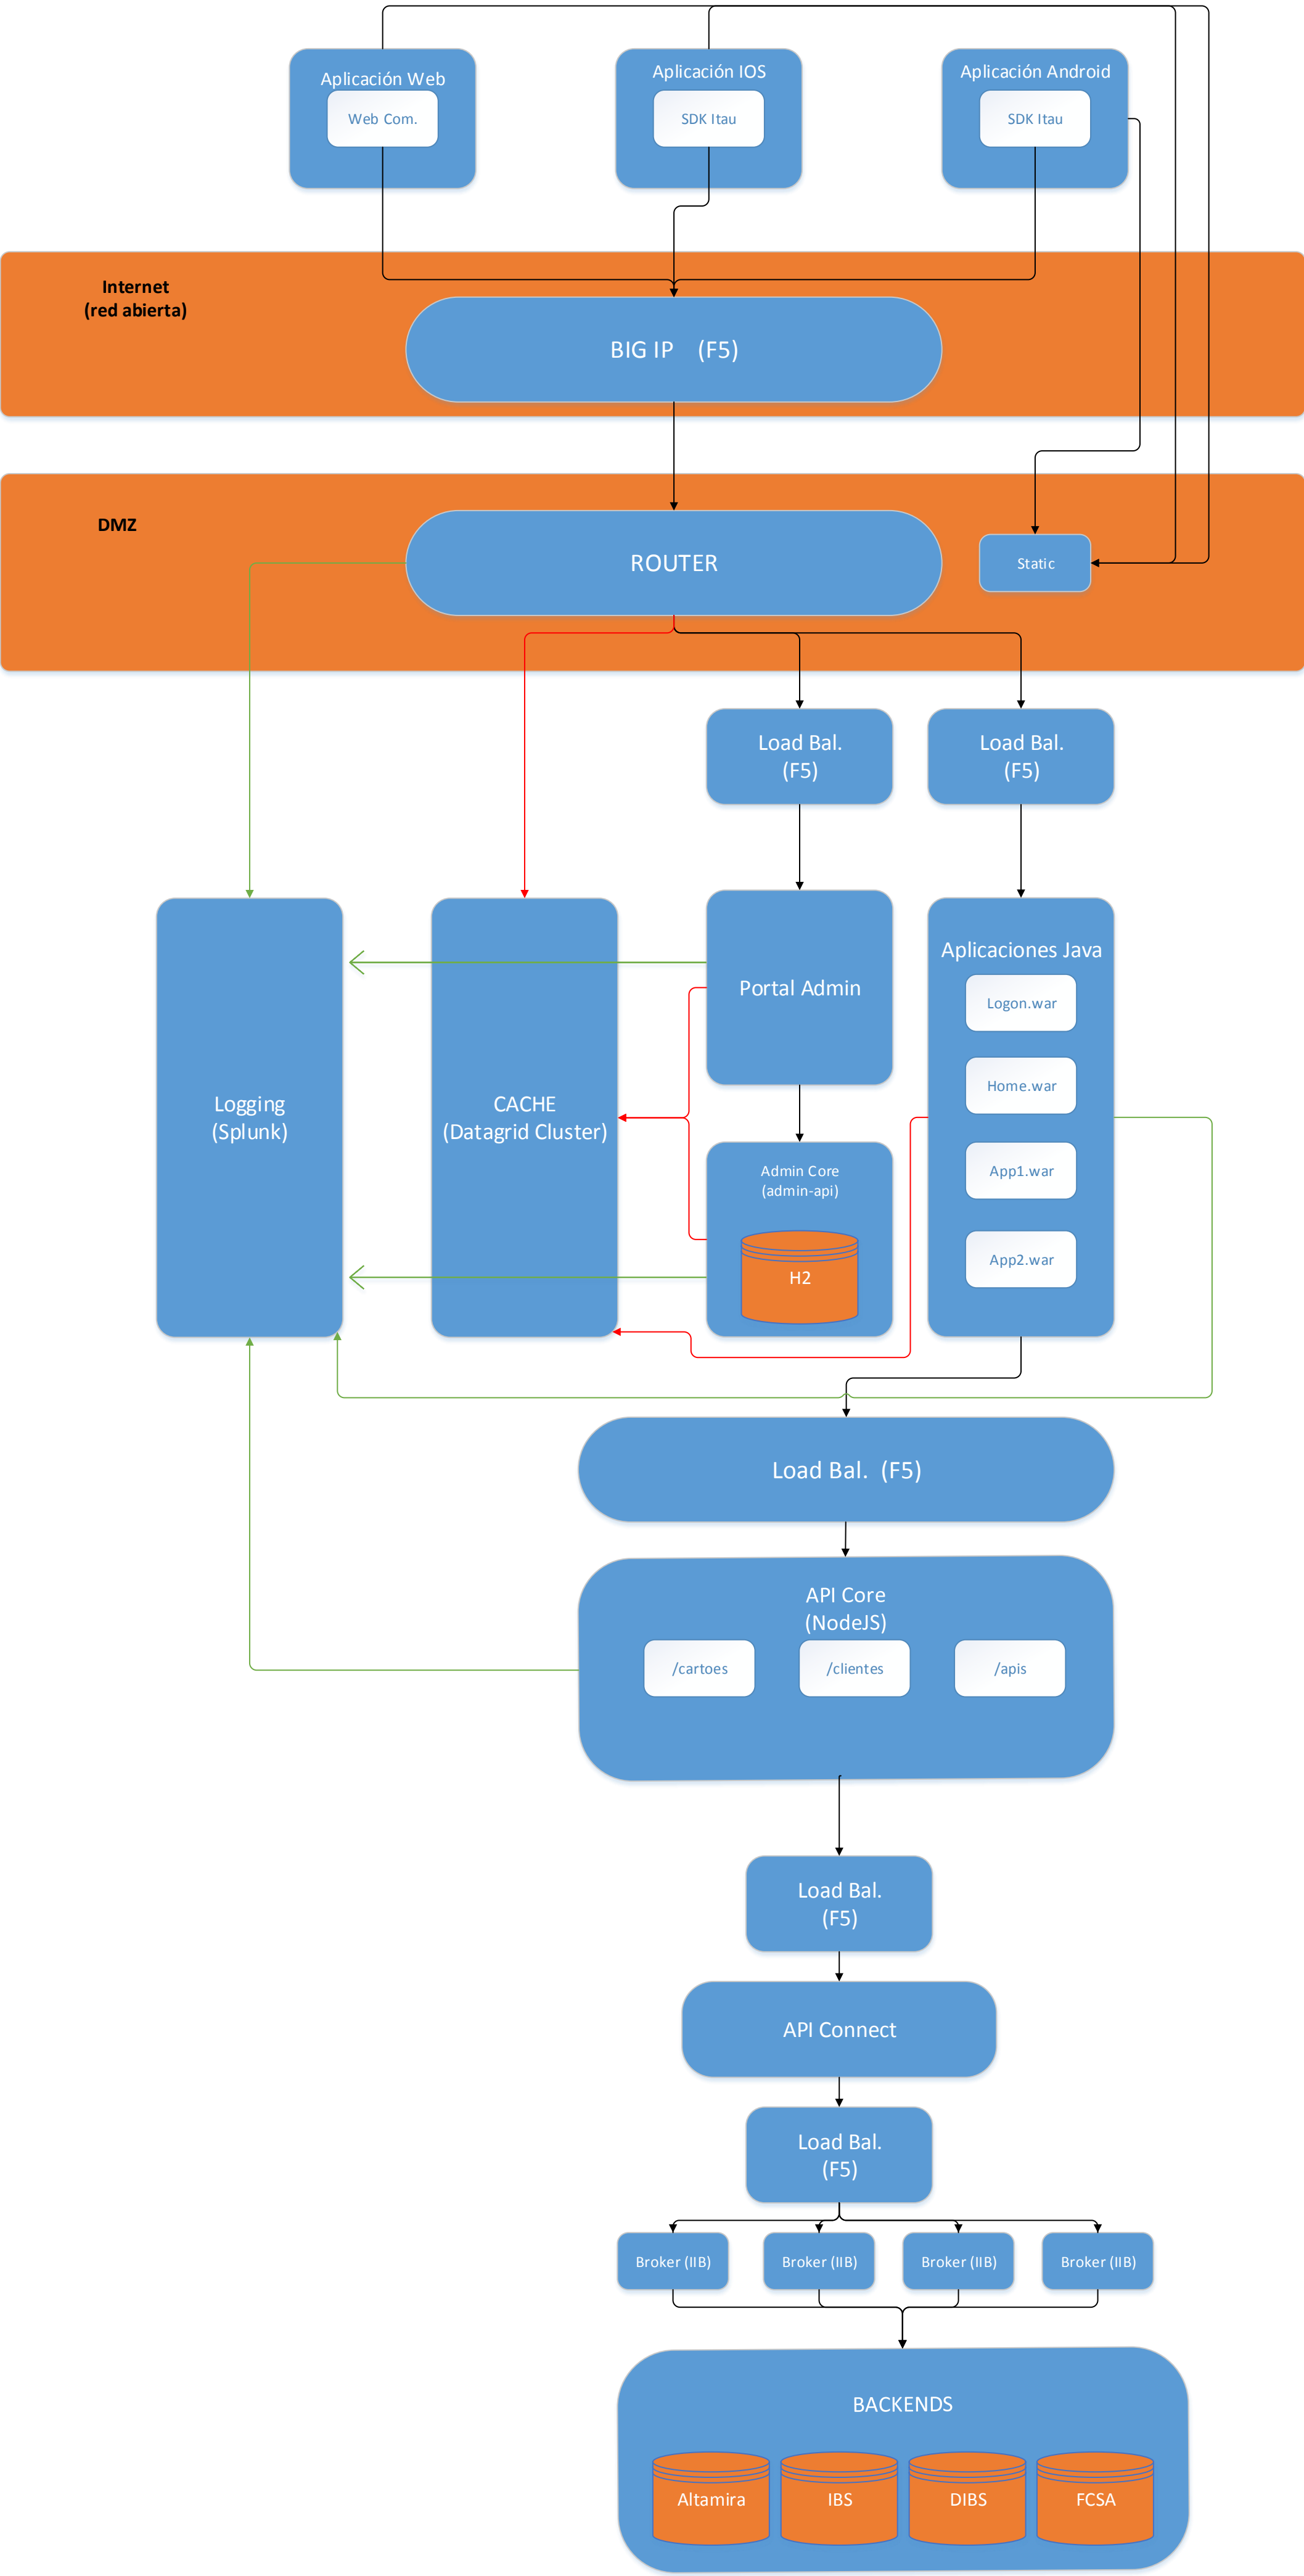 Aplicación Web
Web Com.
Aplicación IOS
SDK Itau
Aplicación Android
SDK Itau
Internet
(red abierta)
BIG IP (F5)
DMZ
ROUTER
Static
Load Bal.
(F5)
Load Bal.
(F5)
Logging
(Splunk)
CACHE
(Datagrid Cluster)
Portal Admin
Admin Core
(admin-api)
H2
Aplicaciones Java
Logon.war
Home.war
App1.war
App2.war
Load Bal. (F5)
API Core
(NodeJS)
/cartoes
/clientes
/apis
Load Bal.
(F5)
API Connect
Load Bal.
(F5)
Broker (IIB)
Broker (IIB)
Broker (IIB)
Broker (IIB)
BACKENDS
Altamira
IBS
DIBS
FCSA